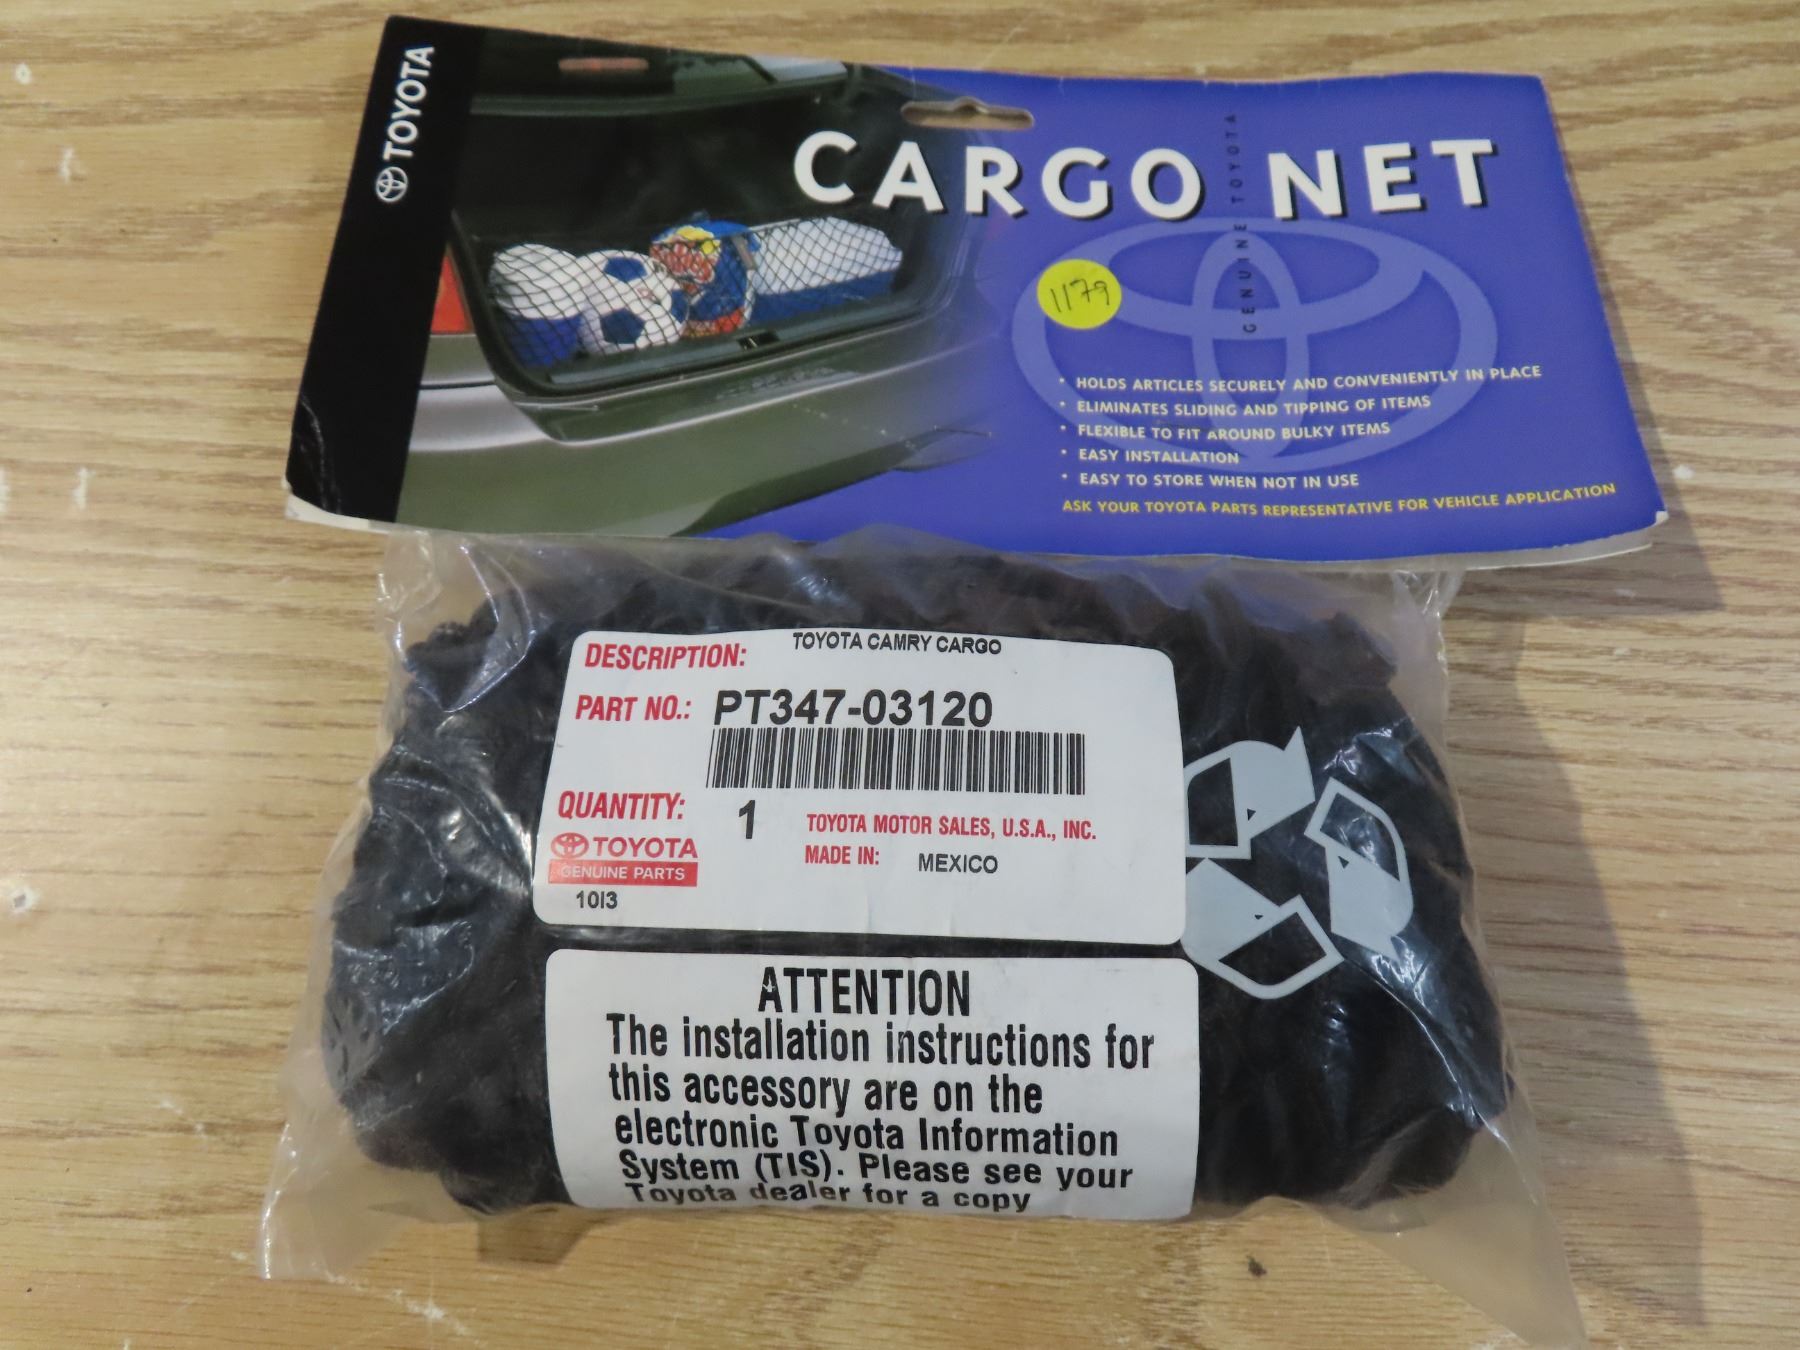 TOYOTA
CARGO NET
GENUINE TOYOTA
1179
• HOLDS ARTICLES SECURELY AND CONVENIENTLY IN PLACE
• ELIMINATES SLIDING AND TIPPING OF ITEMS
• FLEXIBLE TO FIT AROUND BULKY ITEMS
• EASY INSTALLATION
• EASY TO STORE WHEN NOT IN USE
ASK YOUR TOYOTA PARTS REPRESENTATIVE FOR VEHICLE APPLICATION
DESCRIPTION: TOYOTA CAMRY CARGO
PART NO.: PT347-03120
QUANTITY: 1
TOYOTA MOTOR SALES, U.S.A., INC.
TOYOTA
MADE IN: MEXICO
GENUINE PARTS
10I3
ATTENTION
The installation instructions for
this accessory are on the
electronic Toyota Information
System (TIS). Please see your
Toyota dealer for a copy